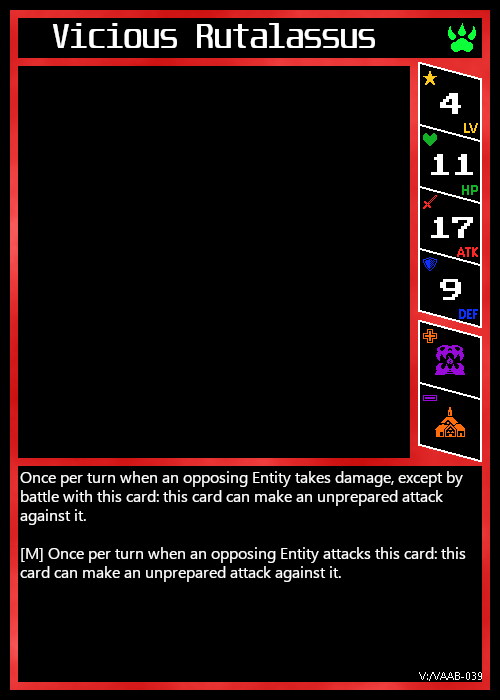 Vicious Rutalassus
4
LV
11
HP
17
ATK
9
DEF
Once per turn when an opposing Entity takes damage, except by
battle with this card: this card can make an unprepared attack
against it.
[M] Once per turn when an opposing Entity attacks this card: this
card can make an unprepared attack against it.
V:/VAAB-039